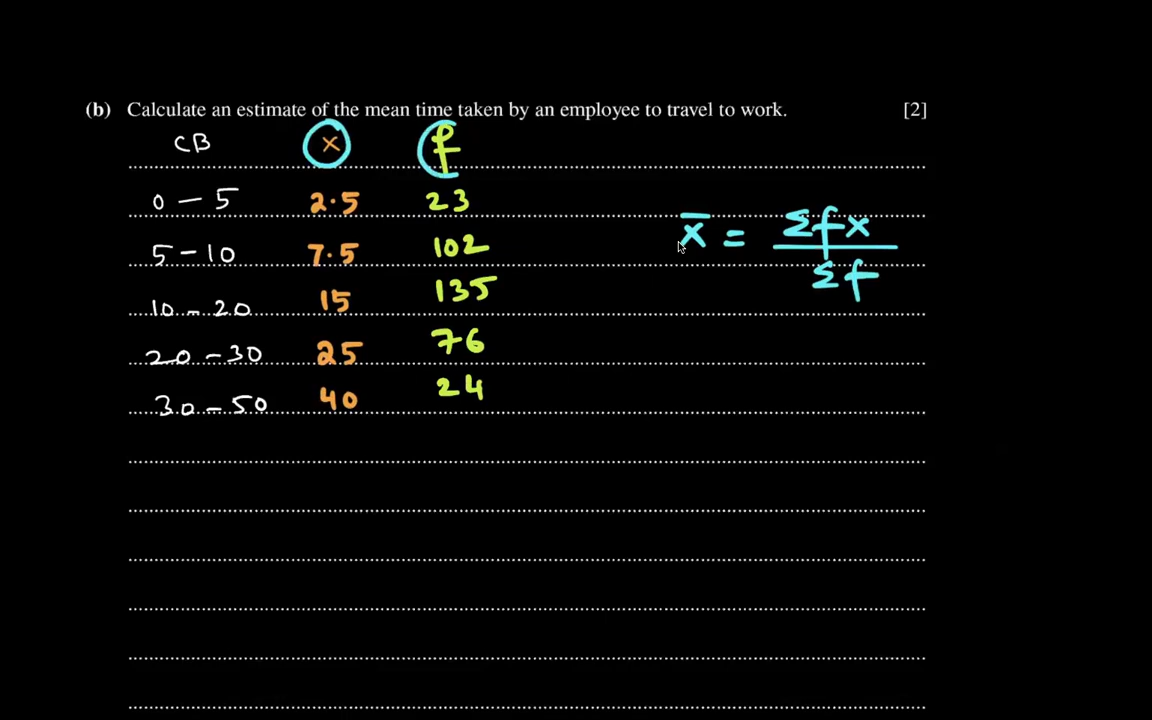 (b) Calculate an estimate of the mean time taken by an employee to travel to work. [2]
CB x f
0 - 5 2.5 23
5 - 10 7.5 102
10 - 20 15 135
20 - 30 25 76
30 - 50 40 24
x̄ = Σfx / Σf